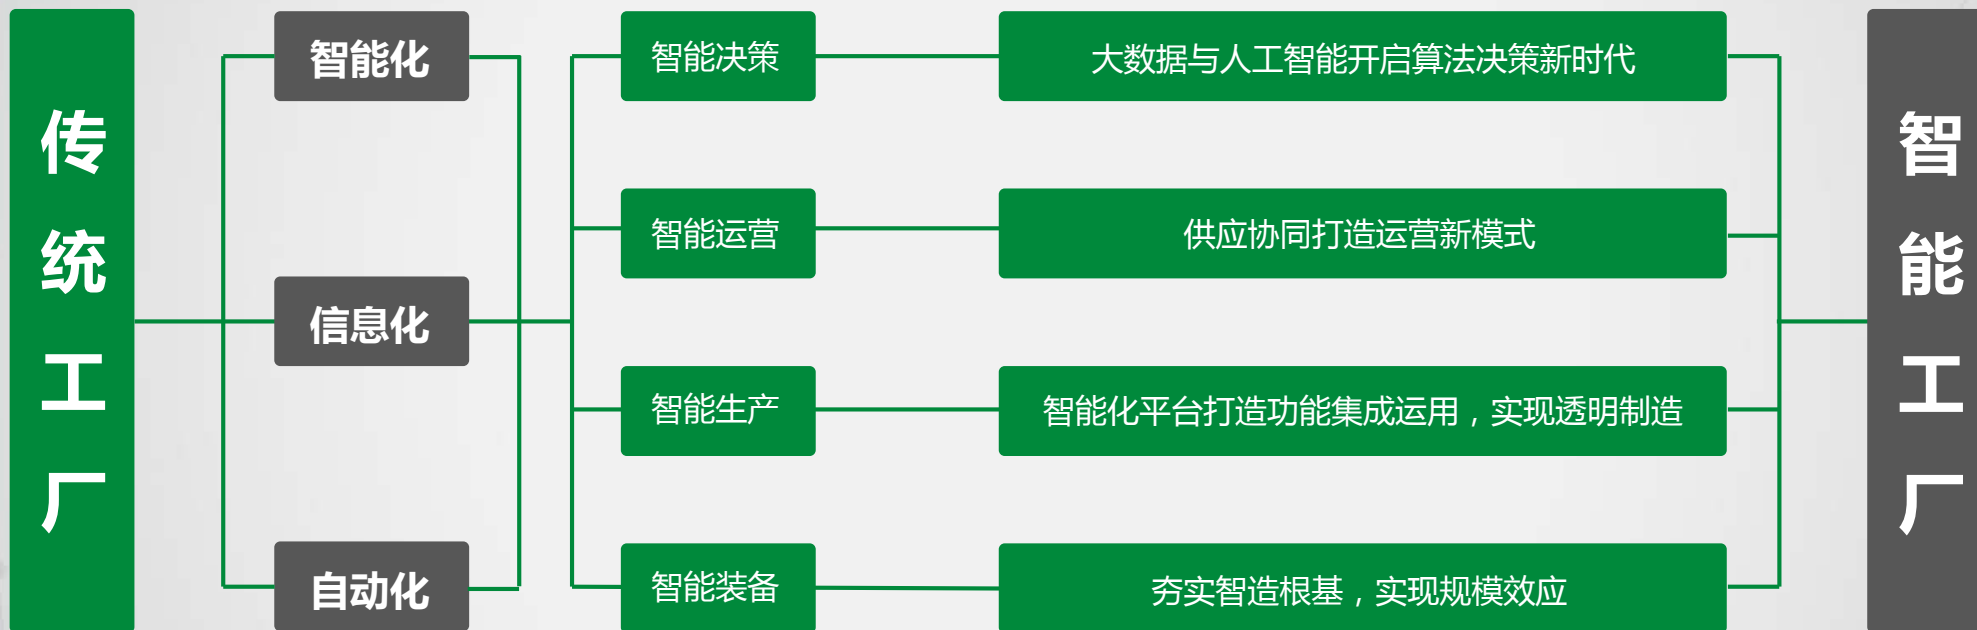 传统工厂
智能化
信息化
自动化
智能决策
大数据与人工智能开启算法决策新时代
智能运营
供应协同打造运营新模式
智能生产
智能化平台打造功能集成运用，实现透明制造
智能装备
夯实智造根基，实现规模效应
智能工厂